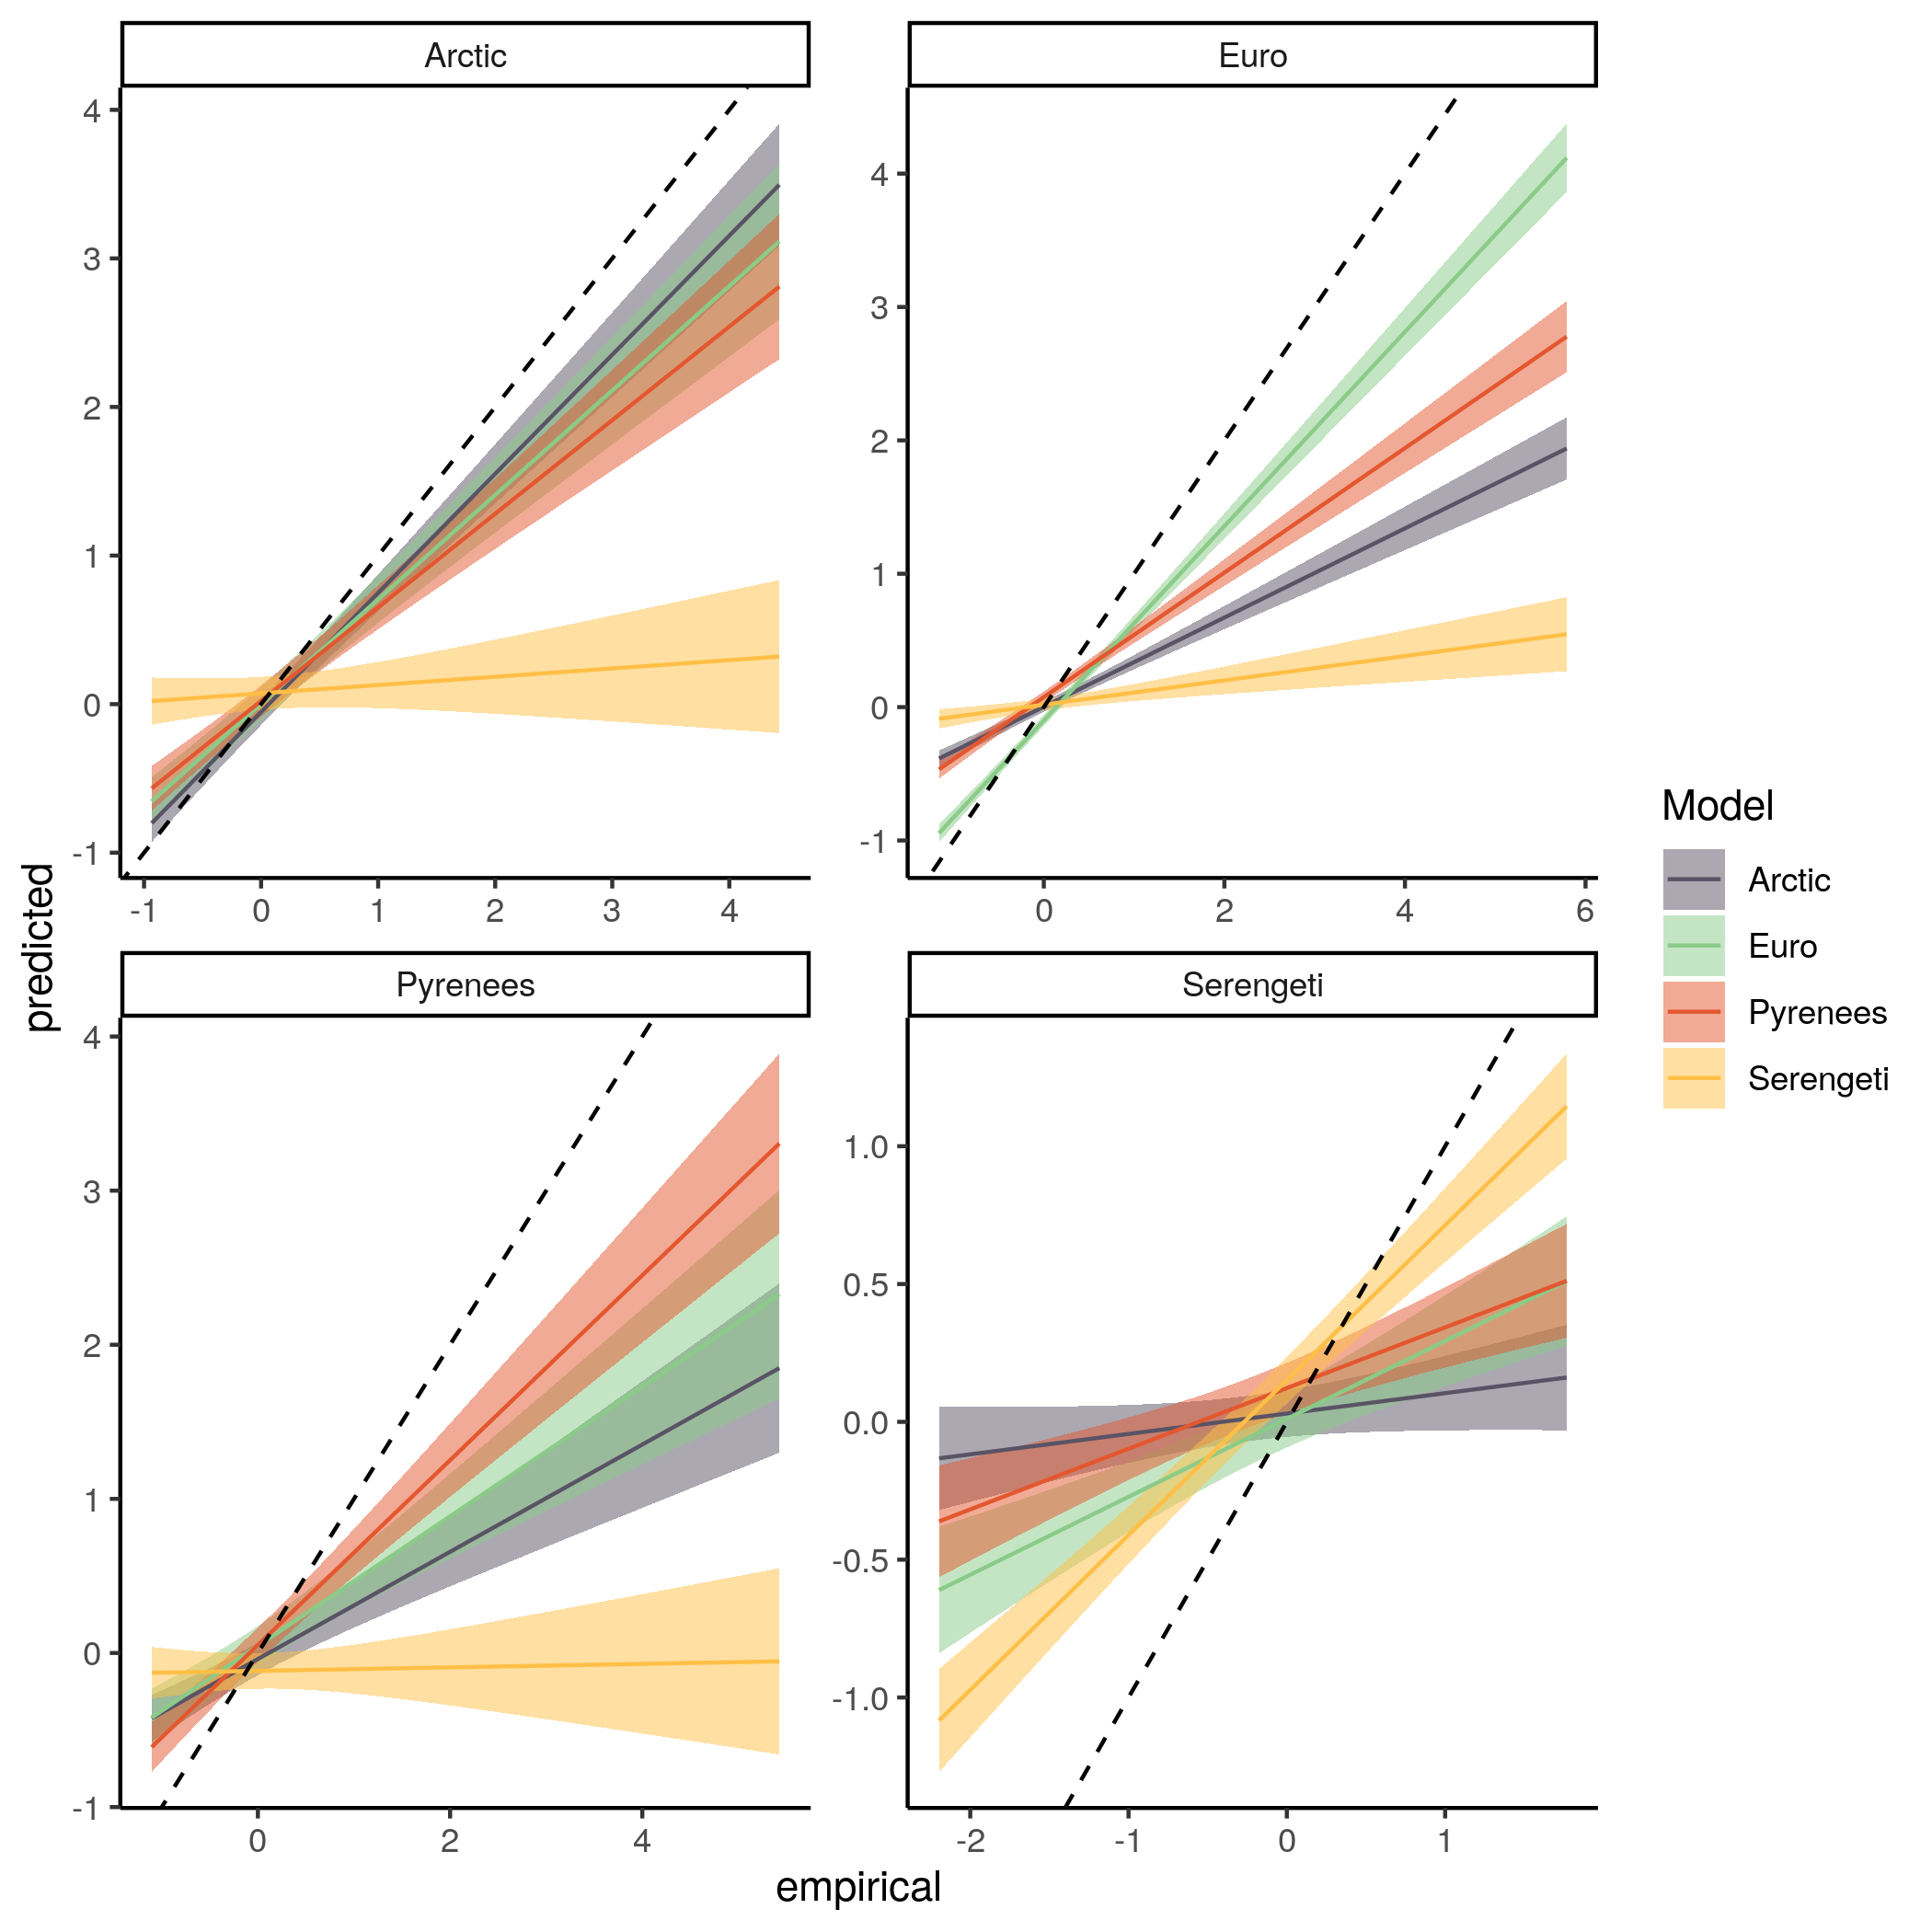 Arctic
Euro
4
3
2
1
0
-1
-1 0 1 2 3 4
4
3
2
1
0
-1
0 2 4 6
Pyrenees
Serengeti
4
3
2
1
0
-1
0 2 4
1.0
0.5
0.0
-0.5
-1.0
-2 -1 0 1
predicted
empirical
Model
Arctic
Euro
Pyrenees
Serengeti